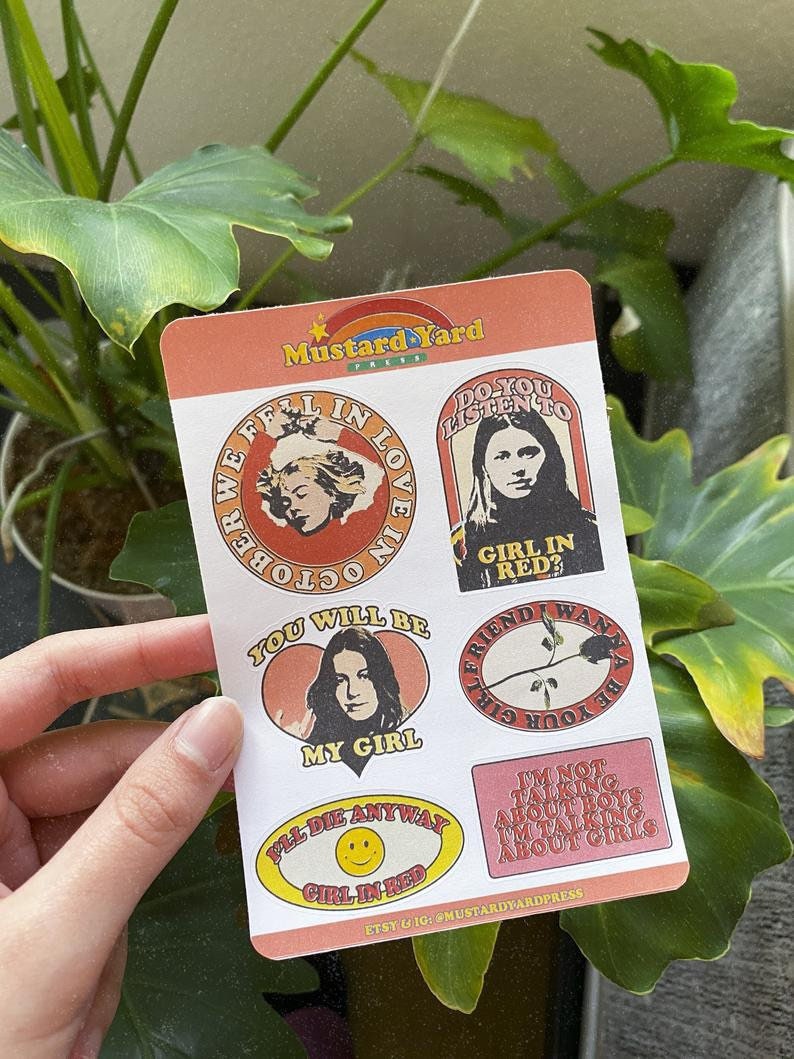 Mustard Yard
PRESS
WE FELL IN LOVE IN OCTOBER
DO YOU
LISTEN TO
GIRL IN
RED?
YOU WILL BE
MY GIRL
I WANNA BE YOUR GIRLFRIEND
I'LL DIE ANYWAY
GIRL IN RED
I'M NOT
TALKING
ABOUT BOYS
I'M TALKING
ABOUT GIRLS
ETSY & IG: @MUSTARDYARDPRESS